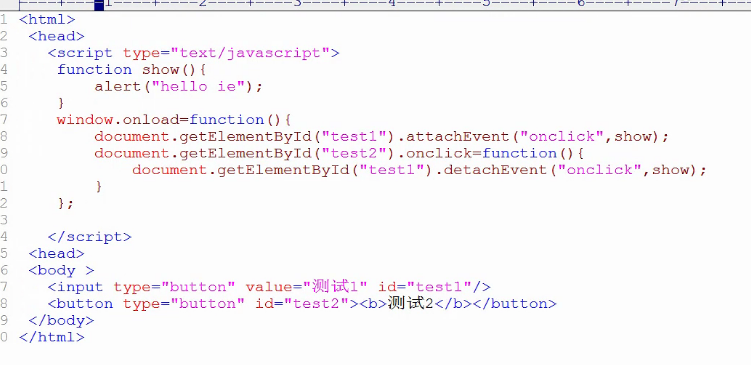 ----+----1----+----2----+----3----+----4----+----5----+----6----+----7----+--
1 <html>
2 <head>
3 <script type="text/javascript">
4 function show(){
5 alert("hello ie");
6 }
7 window.onload=function(){
8 document.getElementById("test1").attachEvent("onclick",show);
9 document.getElementById("test2").onclick=function(){
0 document.getElementById("test1").detachEvent("onclick",show);
1 }
2 };
3
4 </script>
5 <head>
6 <body >
7 <input type="button" value="测试1" id="test1"/>
8 <button type="button" id="test2"><b>测试2</b></button>
9 </body>
0 </html>